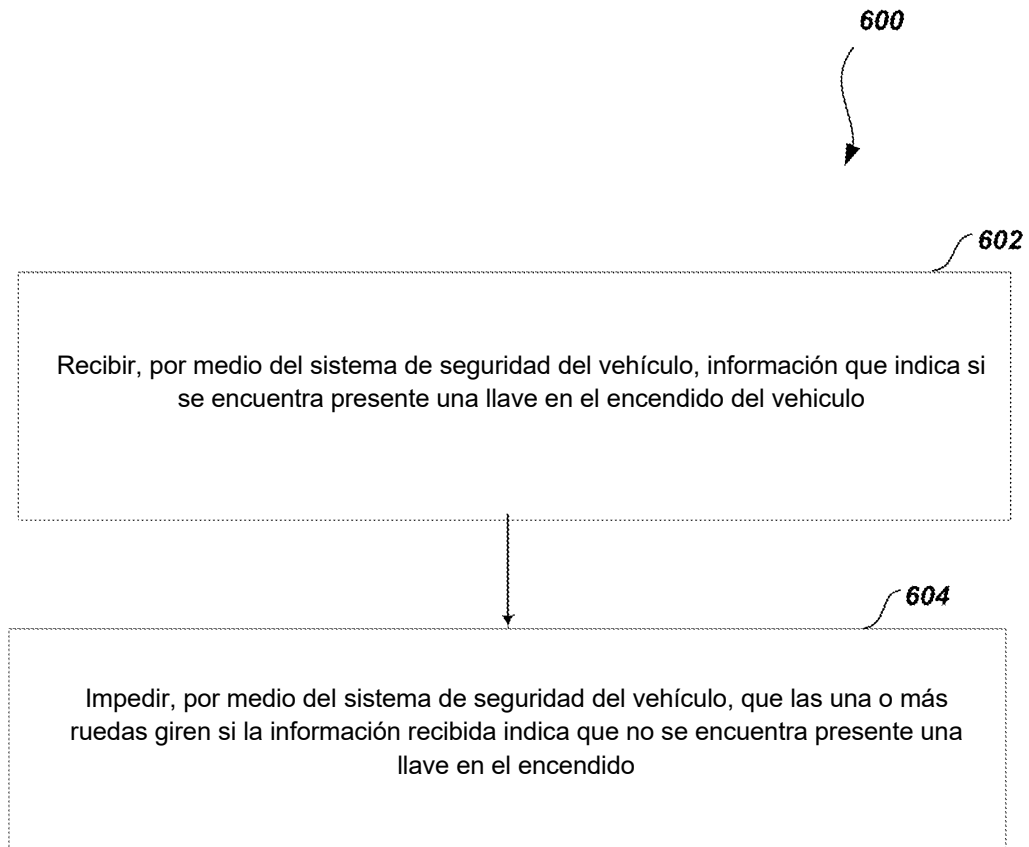 600
602
Recibir, por medio del sistema de seguridad del vehículo, información que indica si
se encuentra presente una llave en el encendido del vehiculo
604
Impedir, por medio del sistema de seguridad del vehículo, que las una o más
ruedas giren si la información recibida indica que no se encuentra presente una
llave en el encendido